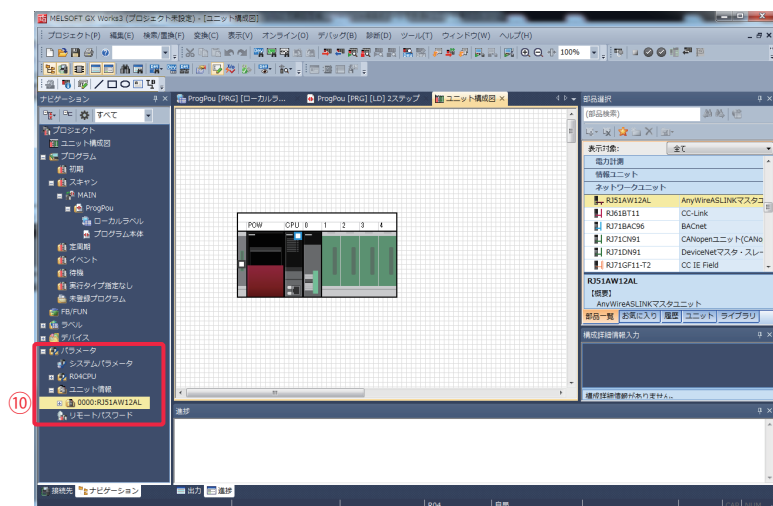 MELSOFT GX Works3 (プロジェクト未設定) - [ユニット構成図]
プロジェクト(P) 編集(E) 検索/置換(F) 変換(C) 表示(V) オンライン(O) デバッグ(B) 診断(D) ツール(T) ウィンドウ(W) ヘルプ(H)
100%
ナビゲーション
ProgPou [PRG] [ローカルラ...
ProgPou [PRG] [LD] 2ステップ
ユニット構成図
すべて
プロジェクト
ユニット構成図
プログラム
初期
スキャン
MAIN
ProgPou
ローカルラベル
プログラム本体
定周期
イベント
待機
実行タイプ指定なし
未登録プログラム
FB/FUN
ラベル
デバイス
⑩
パラメータ
システムパラメータ
R04CPU
ユニット情報
0000:RJ51AW12AL
リモートパスワード
接続先 ナビゲーション
POW CPU 0 1 2 3 4
進捗
出力 進捗
部品選択
(部品検索)
表示対象: 全て
電力計測
情報ユニット
ネットワークユニット
RJ51AW12AL AnyWireASLINKマスタユ
RJ61BT11 CC-Link
RJ71BAC96 BACnet
RJ71CN91 CANopenユニット(CANo
RJ71DN91 DeviceNetマスタ・スレー
RJ71GF11-T2 CC IE Field
RJ51AW12AL
【概要】
AnyWireASLINKマスタユニット
部品一覧 お気に入り 履歴 ユニット ライブラリ
構成詳細情報入力
構成詳細情報がありません。
R04 自局
CAP NUM